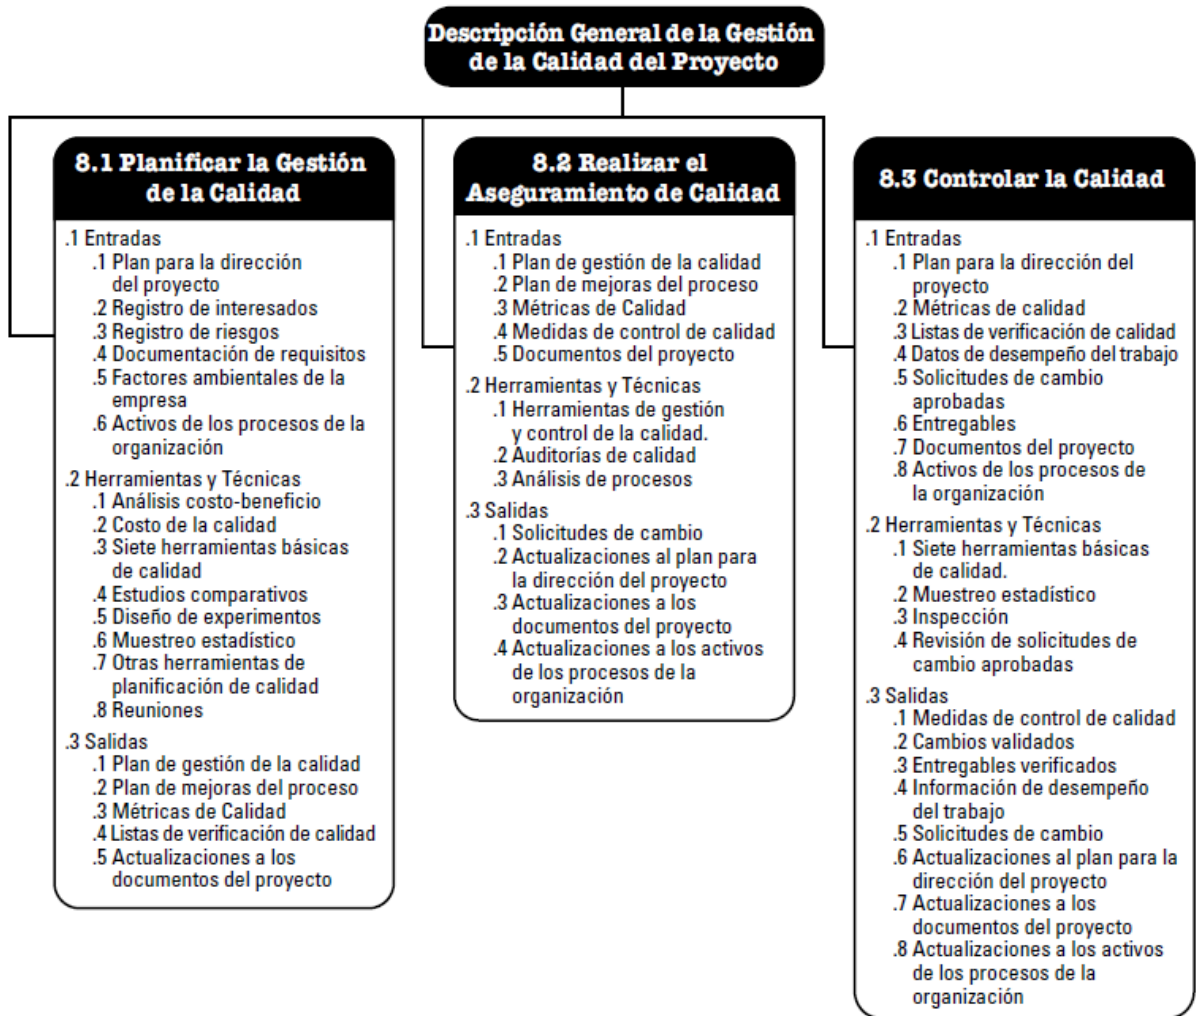 Descripción General de la Gestión
de la Calidad del Proyecto
8.1 Planificar la Gestión
de la Calidad
.1 Entradas
.1 Plan para la dirección
del proyecto
.2 Registro de interesados
.3 Registro de riesgos
.4 Documentación de requisitos
.5 Factores ambientales de la
empresa
.6 Activos de los procesos de la
organización
.2 Herramientas y Técnicas
.1 Análisis costo-beneficio
.2 Costo de la calidad
.3 Siete herramientas básicas
de calidad
.4 Estudios comparativos
.5 Diseño de experimentos
.6 Muestreo estadístico
.7 Otras herramientas de
planificación de calidad
.8 Reuniones
.3 Salidas
.1 Plan de gestión de la calidad
.2 Plan de mejoras del proceso
.3 Métricas de Calidad
.4 Listas de verificación de calidad
.5 Actualizaciones a los
documentos del proyecto
8.2 Realizar el
Aseguramiento de Calidad
.1 Entradas
.1 Plan de gestión de la calidad
.2 Plan de mejoras del proceso
.3 Métricas de Calidad
.4 Medidas de control de calidad
.5 Documentos del proyecto
.2 Herramientas y Técnicas
.1 Herramientas de gestión
y control de la calidad.
.2 Auditorías de calidad
.3 Análisis de procesos
.3 Salidas
.1 Solicitudes de cambio
.2 Actualizaciones al plan para
la dirección del proyecto
.3 Actualizaciones a los
documentos del proyecto
.4 Actualizaciones a los activos
de los procesos de la
organización
8.3 Controlar la Calidad
.1 Entradas
.1 Plan para la dirección del
proyecto
.2 Métricas de calidad
.3 Listas de verificación de calidad
.4 Datos de desempeño del trabajo
.5 Solicitudes de cambio
aprobadas
.6 Entregables
.7 Documentos del proyecto
.8 Activos de los procesos de
la organización
.2 Herramientas y Técnicas
.1 Siete herramientas básicas
de calidad.
.2 Muestreo estadístico
.3 Inspección
.4 Revisión de solicitudes de
cambio aprobadas
.3 Salidas
.1 Medidas de control de calidad
.2 Cambios validados
.3 Entregables verificados
.4 Información de desempeño
del trabajo
.5 Solicitudes de cambio
.6 Actualizaciones al plan para la
dirección del proyecto
.7 Actualizaciones a los
documentos del proyecto
.8 Actualizaciones a los activos
de los procesos de la
organización